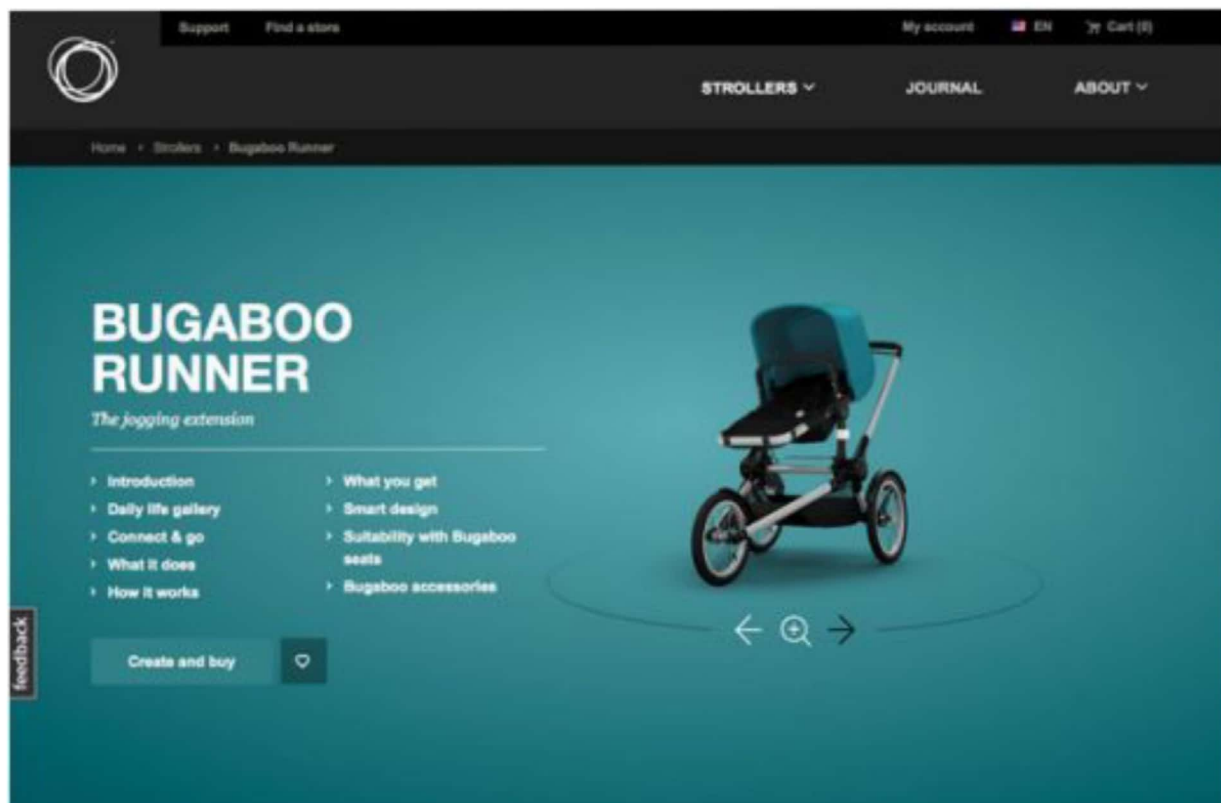 Support Find a store My account EN Cart (0)
STROLLERS JOURNAL ABOUT
Home Strollers Bugaboo Runner
BUGABOO
RUNNER
The jogging extension
Introduction
Daily life gallery
Connect & go
What it does
How it works
What you get
Smart design
Suitability with Bugaboo
seats
Bugaboo accessories
Create and buy
feedback